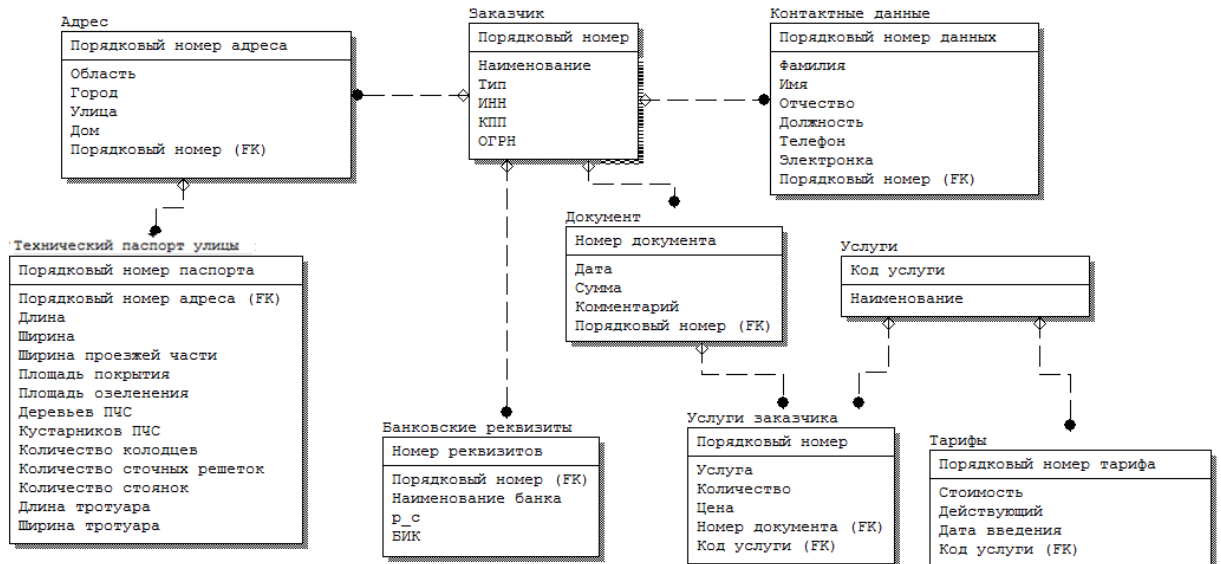 Адрес
Порядковый номер адреса
Область
Город
Улица
Дом
Порядковый номер (FK)
Заказчик
Порядковый номер
Наименование
Тип
ИНН
КПП
ОГРН
Контактные данные
Порядковый номер данных
Фамилия
Имя
Отчество
Должность
Телефон
Электронка
Порядковый номер (FK)
Технический паспорт улицы
Порядковый номер паспорта
Порядковый номер адреса (FK)
Длина
Ширина
Ширина проезжей части
Площадь покрытия
Площадь озеленения
Деревьев ПЧС
Кустарников ПЧС
Количество колодцев
Количество сточных решеток
Количество стоянок
Длина тротуара
Ширина тротуара
Документ
Номер документа
Дата
Сумма
Комментарий
Порядковый номер (FK)
Услуги
Код услуги
Наименование
Банковские реквизиты
Номер реквизитов
Порядковый номер (FK)
Наименование банка
р_с
БИК
Услуги заказчика
Порядковый номер
Услуга
Количество
Цена
Номер документа (FK)
Код услуги (FK)
Тарифы
Порядковый номер тарифа
Стоимость
Действующий
Дата введения
Код услуги (FK)